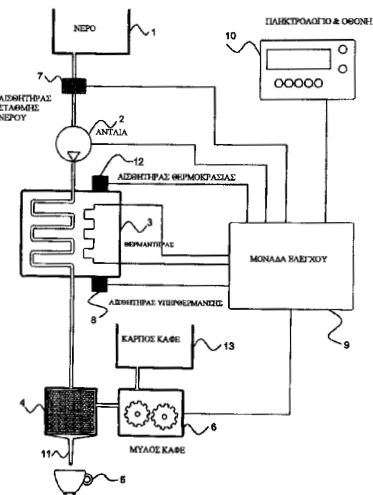 ΠΛΗΚΤΡΟΛΟΓΙΟ & ΟΘΟΝΗ
ΝΕΡΟ
1
10
7
ΑΙΣΘΗΤΗΡΑΣ
ΣΤΑΘΜΗΣ
ΝΕΡΟΥ
2
ΑΝΤΛΙΑ
12
ΑΙΣΘΗΤΗΡΑΣ ΘΕΡΜΟΚΡΑΣΙΑΣ
3
ΘΕΡΜΑΝΤΗΡΑΣ
ΜΟΝΑΔΑ ΕΛΕΓΧΟΥ
8
ΑΙΣΘΗΤΗΡΑΣ ΥΠΕΡΘΕΡΜΑΝΣΗΣ
9
ΚΑΡΠΟΣ ΚΑΦΕ
13
4
6
11
ΜΥΛΟΣ ΚΑΦΕ
5